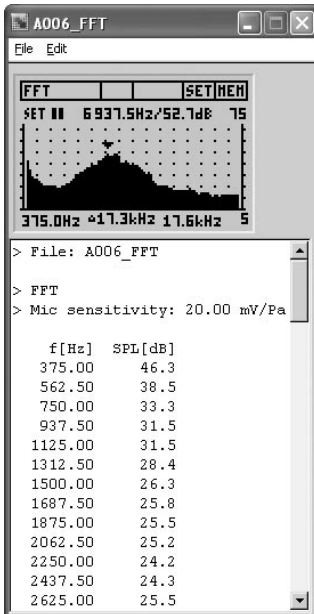 A006_FFT
File Edit
FFT SET MEM
SET 6937.5Hz/52.7dB 75
375.0Hz 17.3kHz 17.6kHz 5
> File: A006_FFT
> FFT
> Mic sensitivity: 20.00 mV/Pa
f[Hz] SPL[dB]
375.00 46.3
562.50 38.5
750.00 33.3
937.50 31.5
1125.00 31.5
1312.50 28.4
1500.00 26.3
1687.50 25.8
1875.00 25.5
2062.50 25.2
2250.00 24.2
2437.50 24.3
2625.00 25.5